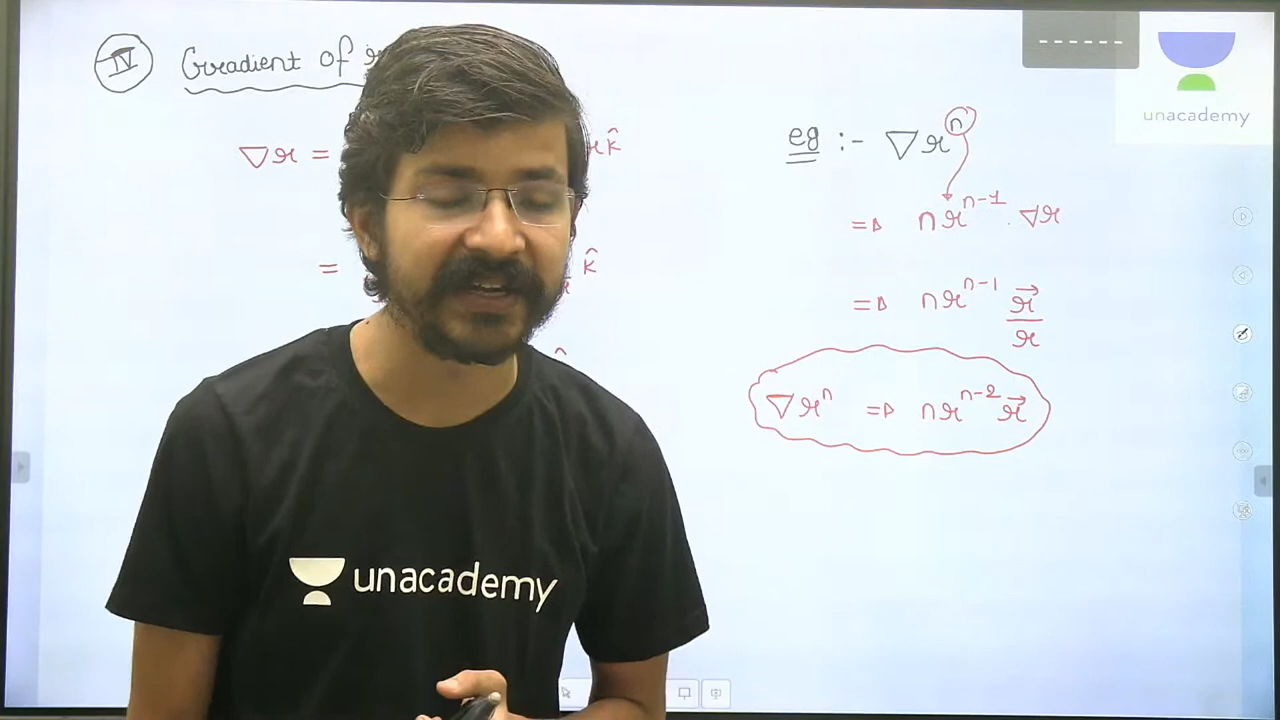 IV Gradient of
∇r =
k̂
=
k̂
eg :- ∇rⁿ
=> nrⁿ⁻¹ . ∇r
=> nrⁿ⁻¹ r⃗/r
∇rⁿ => nrⁿ⁻² r⃗
unacademy
unacademy